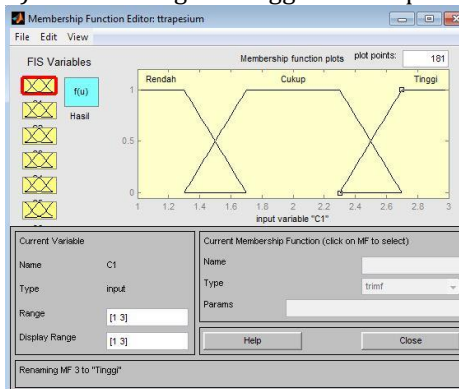 Membership Function Editor: ttrapesium
File Edit View
FIS Variables
f(u)
Hasil
Membership function plots
plot points:
181
Rendah
Cukup
Tinggi
1
0.5
0
1 1.2 1.4 1.6 1.8 2 2.2 2.4 2.6 2.8 3
input variable "C1"
Current Variable
Name C1
Type input
Range [1 3]
Display Range [1 3]
Current Membership Function (click on MF to select)
Name
Type trimf
Params
Help
Close
Renaming MF 3 to "Tinggi"